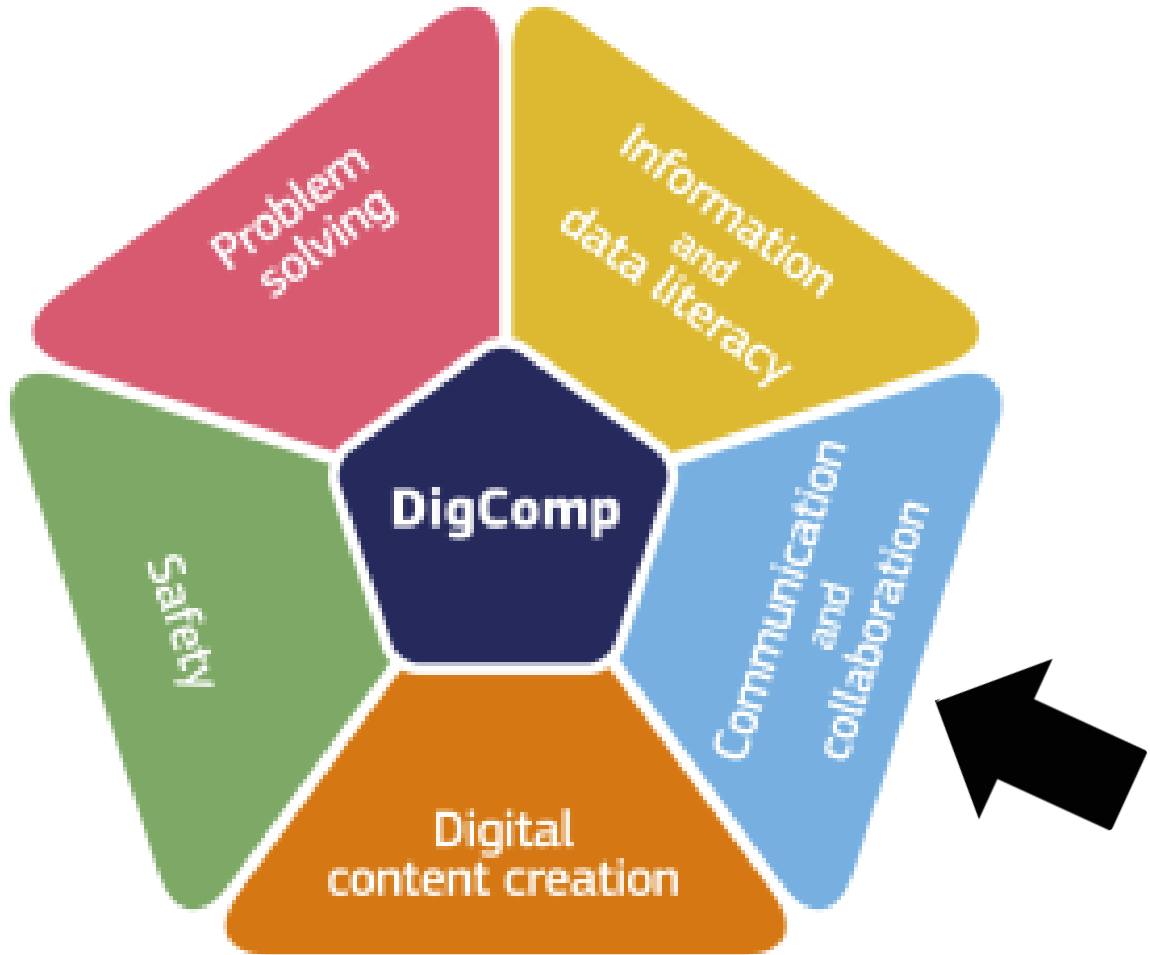 Problem
solving
Information
and
data literacy
DigComp
Communication
and
collaboration
Safety
Digital
content creation